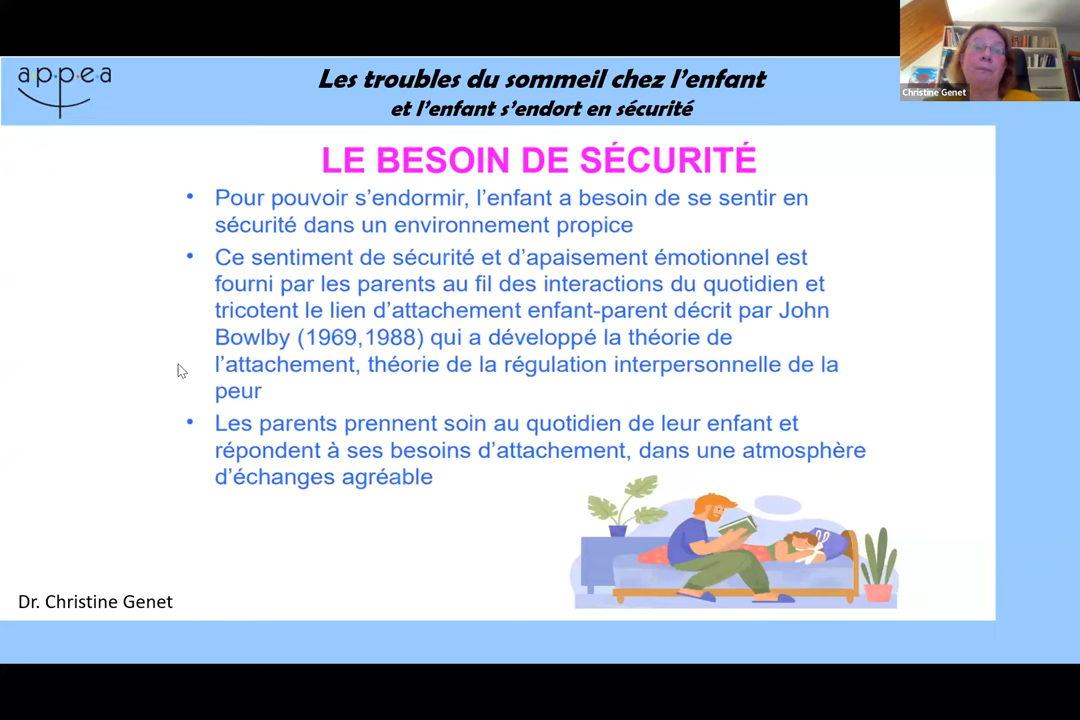 appea
Les troubles du sommeil chez l'enfant
et l'enfant s'endort en sécurité
Christine Genet
LE BESOIN DE SÉCURITÉ
• Pour pouvoir s'endormir, l'enfant a besoin de se sentir en
sécurité dans un environnement propice
• Ce sentiment de sécurité et d'apaisement émotionnel est
fourni par les parents au fil des interactions du quotidien et
tricotent le lien d'attachement enfant-parent décrit par John
Bowlby (1969,1988) qui a développé la théorie de
l'attachement, théorie de la régulation interpersonnelle de la
peur
• Les parents prennent soin au quotidien de leur enfant et
répondent à ses besoins d'attachement, dans une atmosphère
d'échanges agréable
Dr. Christine Genet